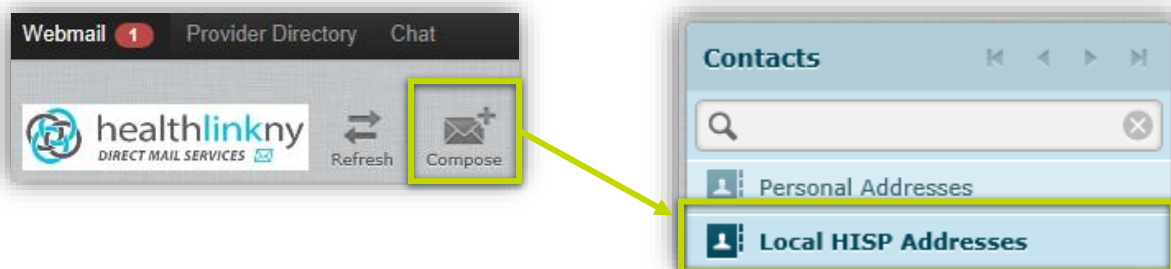 Webmail 1 Provider Directory Chat
healthlinkny
DIRECT MAIL SERVICES
Refresh
Compose
Contacts
Personal Addresses
Local HISP Addresses